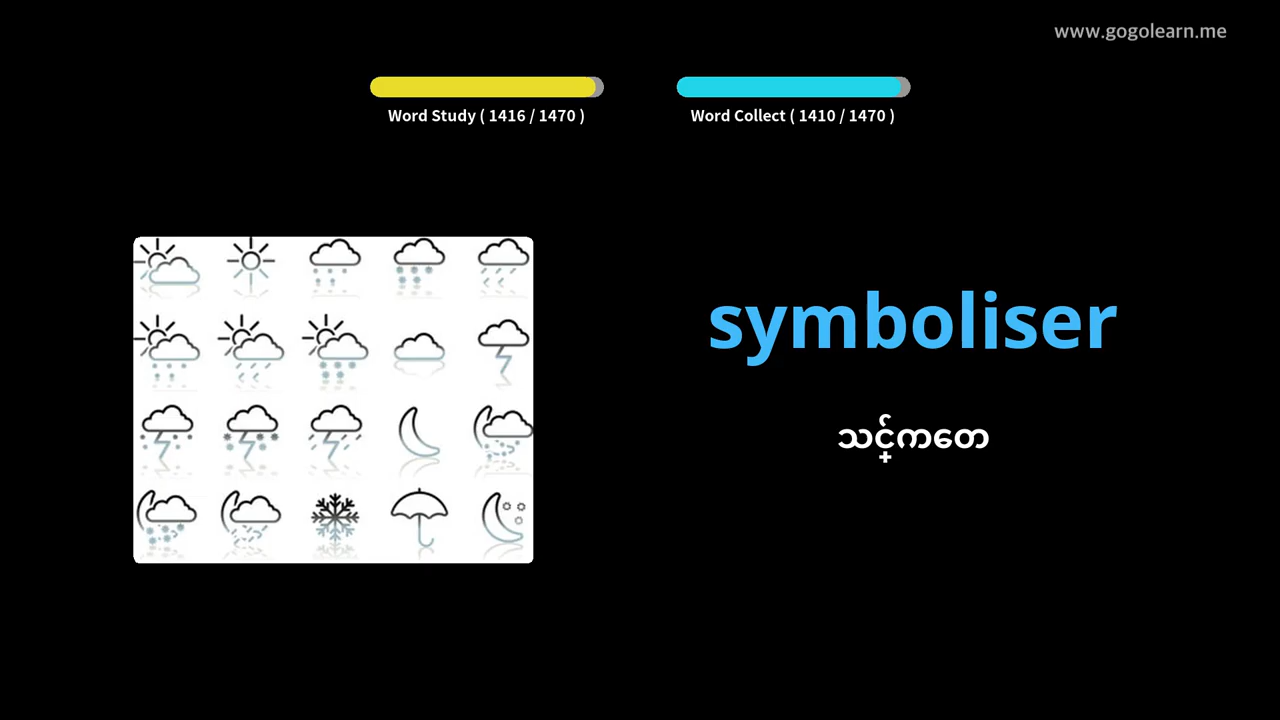 www.gogolearn.me
Word Study ( 1416 / 1470 )
Word Collect ( 1410 / 1470 )
symboliser
သင်္ကတေ